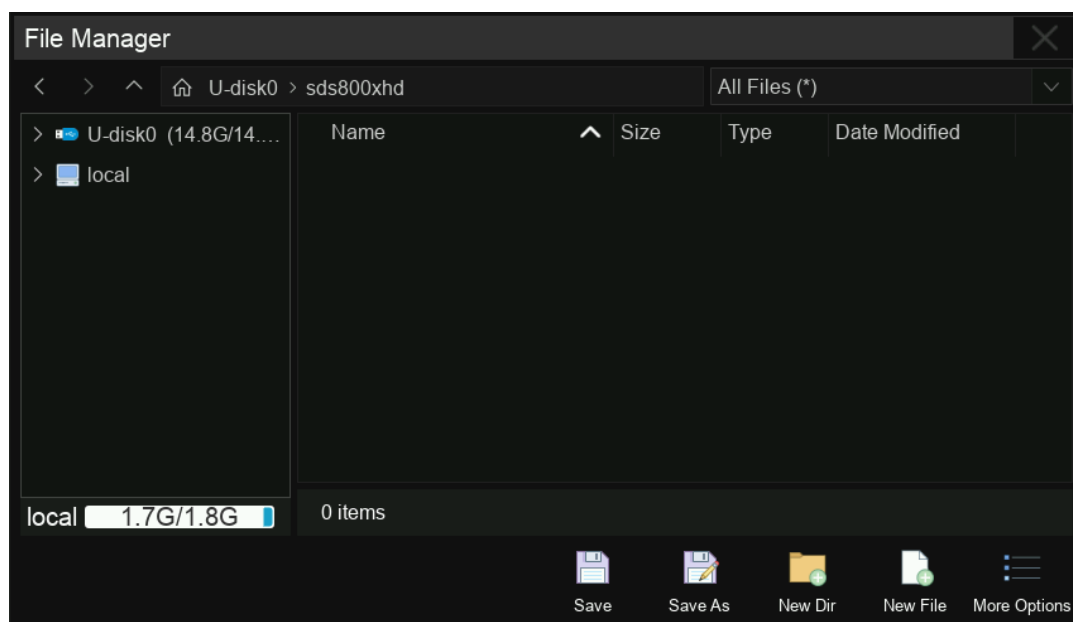 File Manager
U-disk0 > sds800xhd
All Files (*)
U-disk0 (14.8G/14....
local
Name
Size
Type
Date Modified
local 1.7G/1.8G
0 items
Save
Save As
New Dir
New File
More Options